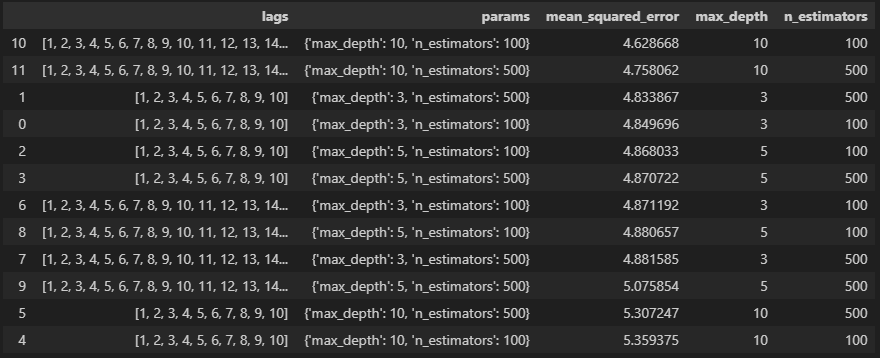 lags params mean_squared_error max_depth n_estimators
10 [1, 2, 3, 4, 5, 6, 7, 8, 9, 10, 11, 12, 13, 14... {'max_depth': 10, 'n_estimators': 100} 4.628668 10 100
11 [1, 2, 3, 4, 5, 6, 7, 8, 9, 10, 11, 12, 13, 14... {'max_depth': 10, 'n_estimators': 500} 4.758062 10 500
1 [1, 2, 3, 4, 5, 6, 7, 8, 9, 10] {'max_depth': 3, 'n_estimators': 500} 4.833867 3 500
0 [1, 2, 3, 4, 5, 6, 7, 8, 9, 10] {'max_depth': 3, 'n_estimators': 100} 4.849696 3 100
2 [1, 2, 3, 4, 5, 6, 7, 8, 9, 10] {'max_depth': 5, 'n_estimators': 100} 4.868033 5 100
3 [1, 2, 3, 4, 5, 6, 7, 8, 9, 10] {'max_depth': 5, 'n_estimators': 500} 4.870722 5 500
6 [1, 2, 3, 4, 5, 6, 7, 8, 9, 10, 11, 12, 13, 14... {'max_depth': 3, 'n_estimators': 100} 4.871192 3 100
8 [1, 2, 3, 4, 5, 6, 7, 8, 9, 10, 11, 12, 13, 14... {'max_depth': 5, 'n_estimators': 100} 4.880657 5 100
7 [1, 2, 3, 4, 5, 6, 7, 8, 9, 10, 11, 12, 13, 14... {'max_depth': 3, 'n_estimators': 500} 4.881585 3 500
9 [1, 2, 3, 4, 5, 6, 7, 8, 9, 10, 11, 12, 13, 14... {'max_depth': 5, 'n_estimators': 500} 5.075854 5 500
5 [1, 2, 3, 4, 5, 6, 7, 8, 9, 10] {'max_depth': 10, 'n_estimators': 500} 5.307247 10 500
4 [1, 2, 3, 4, 5, 6, 7, 8, 9, 10] {'max_depth': 10, 'n_estimators': 100} 5.359375 10 100